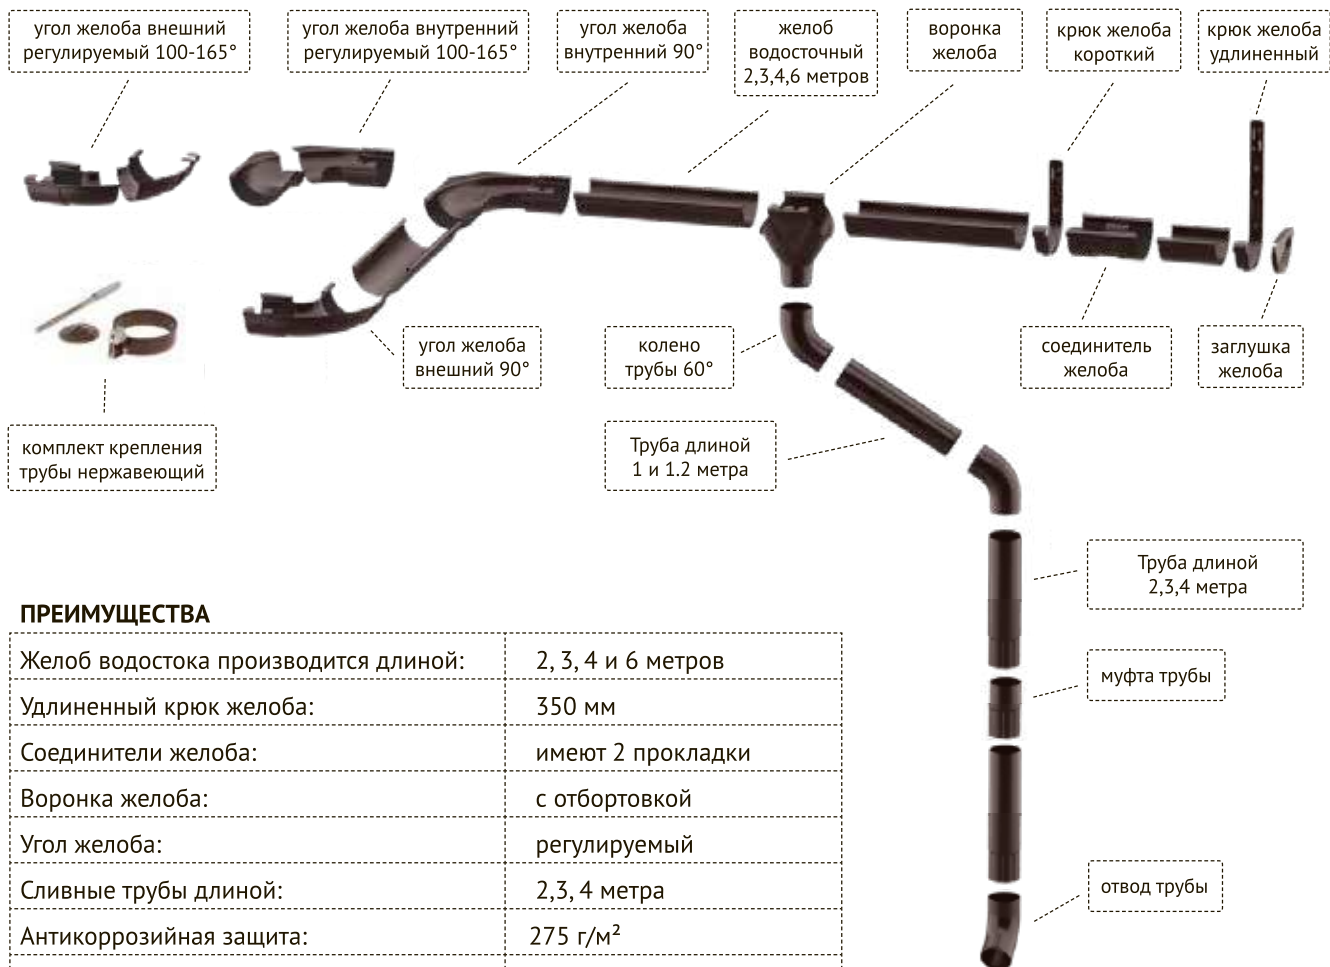 угол желоба внешний
регулируемый 100-165°
угол желоба внутренний
регулируемый 100-165°
угол желоба
внутренний 90°
желоб
водосточный
2,3,4,6 метров
воронка
желоба
крюк желоба
короткий
крюк желоба
удлиненный
угол желоба
внешний 90°
колено
трубы 60°
соединитель
желоба
заглушка
желоба
комплект крепления
трубы нержавеющий
Труба длиной
1 и 1.2 метра
Труба длиной
2,3,4 метра
муфта трубы
отвод трубы
ПРЕИМУЩЕСТВА
Желоб водостока производится длиной: 2, 3, 4 и 6 метров
Удлиненный крюк желоба: 350 мм
Соединители желоба: имеют 2 прокладки
Воронка желоба: с отбортовкой
Угол желоба: регулируемый
Сливные трубы длиной: 2,3, 4 метра
Антикоррозийная защита: 275 г/м²